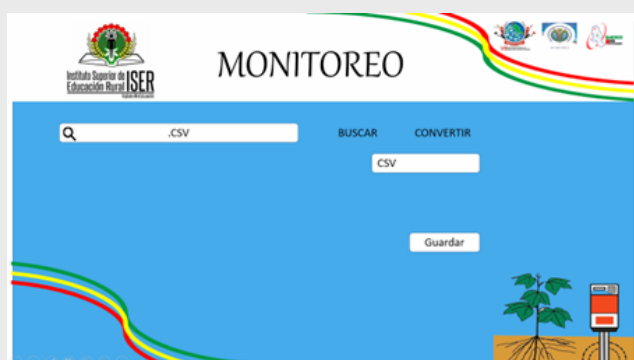 Instituto Superior de
Educación Rural ISER
MONITOREO
.CSV
BUSCAR
CONVERTIR
CSV
Guardar